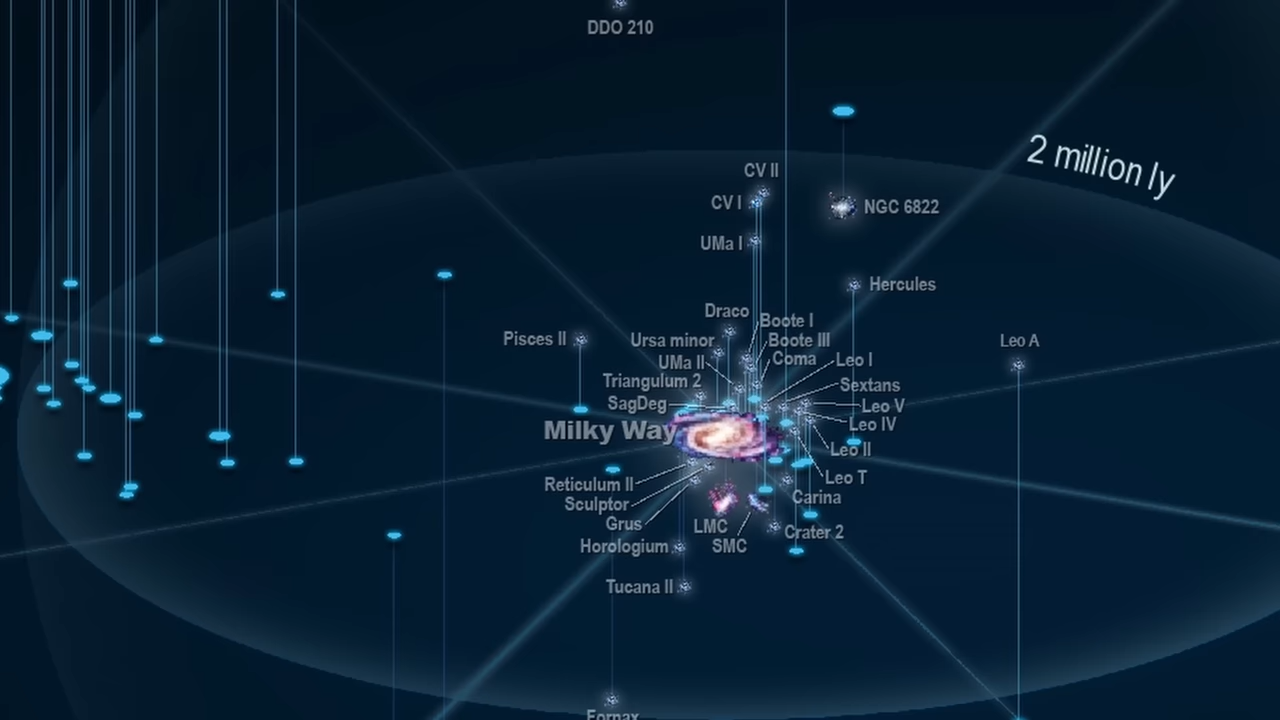 DDO 210
2 million ly
CV II
CV I
NGC 6822
UMa I
Hercules
Draco
Boote I
Pisces II
Ursa minor
Boote III
Leo A
UMa II
Coma
Leo I
Triangulum 2
Sextans
SagDeg
Leo V
Leo IV
Milky Way
Leo II
Leo T
Reticulum II
Carina
Sculptor
Grus
LMC
Crater 2
SMC
Horologium
Tucana II
Fornax